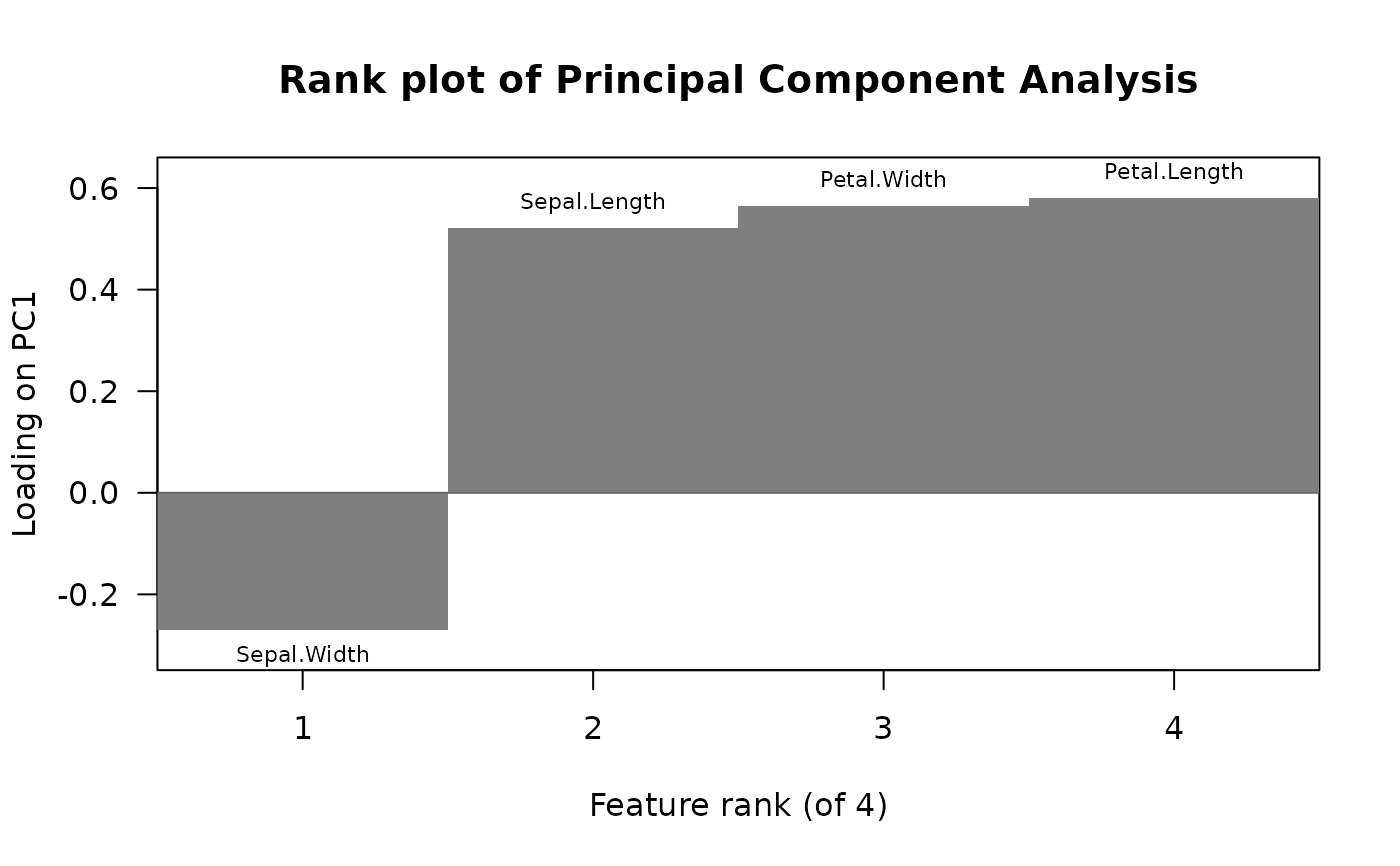 Rank plot of Principal Component Analysis
Loading on PC1
0.6
0.4
0.2
0.0
-0.2
Sepal.Width
Sepal.Length
Petal.Width
Petal.Length
1
2
3
4
Feature rank (of 4)